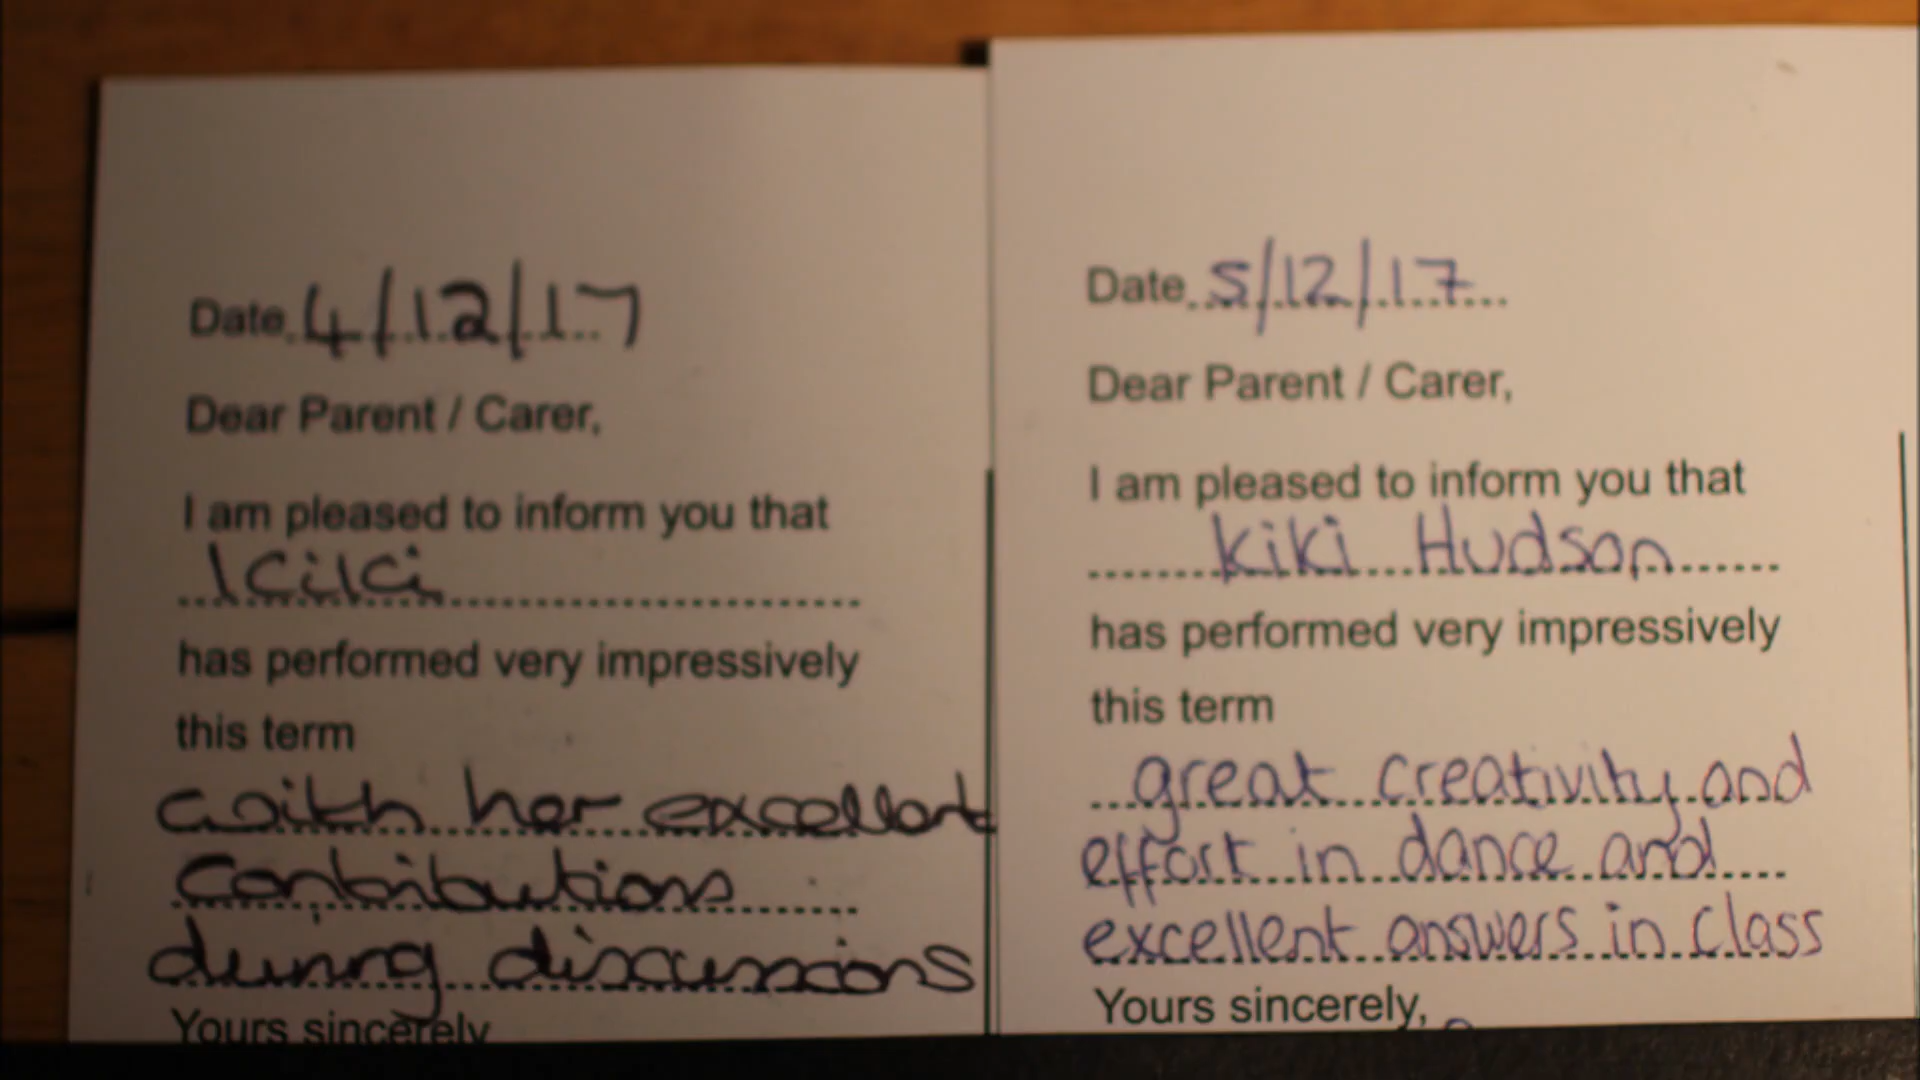 Date 4/12/17
Dear Parent / Carer,
I am pleased to inform you that
Kiki
has performed very impressively
this term
with her excellent
contributions
during discussions
Yours sincerely
Date 5/12/17
Dear Parent / Carer,
I am pleased to inform you that
Kiki Hudson
has performed very impressively
this term
great creativity and
effort in dance and
excellent answers in class
Yours sincerely,